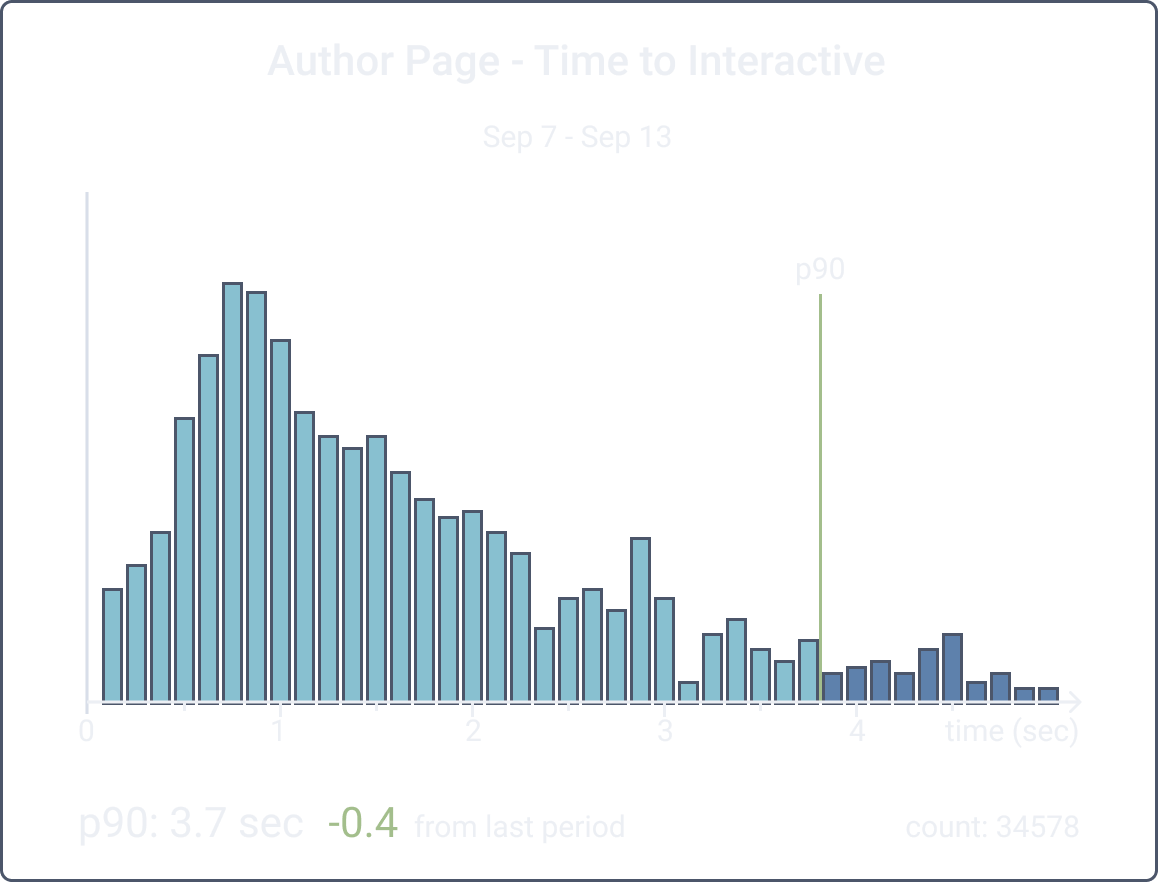 Author Page - Time to Interactive
Sep 7 - Sep 13
p90
0 1 2 3 4 time (sec)
p90: 3.7 sec -0.4 from last period count: 34578